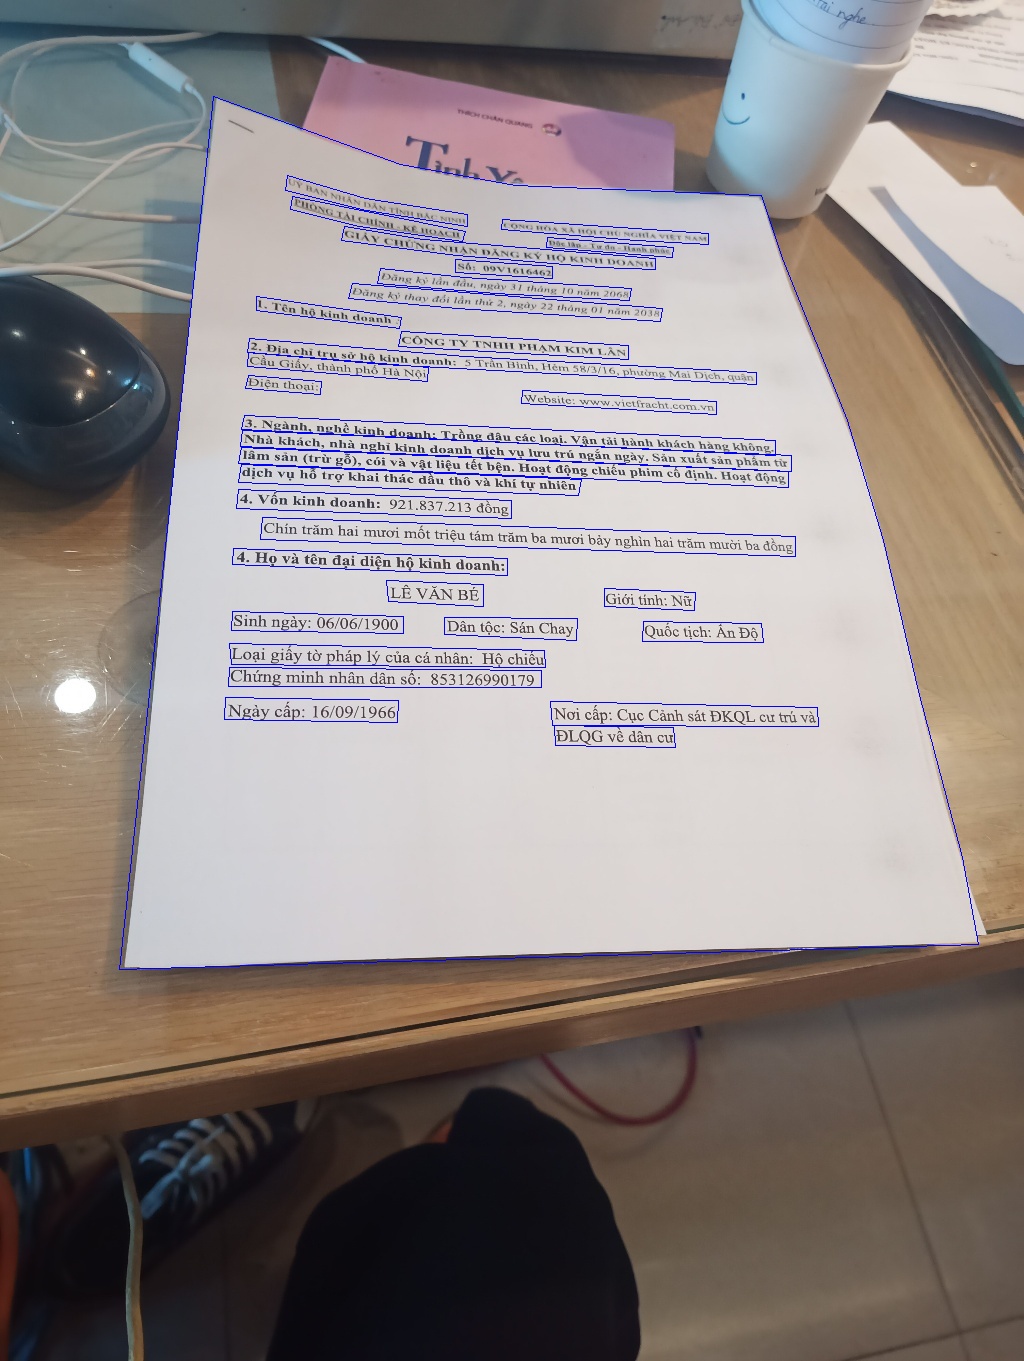 tai nghe
THÍCH CHÂN QUANG
Tình Yê
ỦY BAN NHÂN DÂN TỈNH BẮC NINH
PHÒNG TÀI CHÍNH - KẾ HOẠCH
CỘNG HÒA XÃ HỘI CHỦ NGHĨA VIỆT NAM
Độc lập - Tự do - Hạnh phúc
GIẤY CHỨNG NHẬN ĐĂNG KÝ HỘ KINH DOANH
Số: 09V1616462
Đăng ký lần đầu, ngày 31 tháng 10 năm 2068
Đăng ký thay đổi lần thứ 2, ngày 22 tháng 01 năm 2038
1. Tên hộ kinh doanh :
CÔNG TY TNHH PHẠM KIM LÂN
2. Địa chỉ trụ sở hộ kinh doanh: 5 Trần Bình, Hẻm 58/3/16, phường Mai Dịch, quận
Cầu Giấy, thành phố Hà Nội
Điện thoại:
Website: www.vietfracht.com.vn
3. Ngành, nghề kinh doanh: Trồng đậu các loại. Vận tải hành khách hàng không.
Nhà khách, nhà nghỉ kinh doanh dịch vụ lưu trú ngắn ngày. Sản xuất sản phẩm từ
lâm sản (trừ gỗ), cói và vật liệu tết bện. Hoạt động chiếu phim cố định. Hoạt động
dịch vụ hỗ trợ khai thác dầu thô và khí tự nhiên
4. Vốn kinh doanh: 921.837.213 đồng
Chín trăm hai mươi mốt triệu tám trăm ba mươi bảy nghìn hai trăm mười ba đồng
4. Họ và tên đại diện hộ kinh doanh:
LÊ VĂN BÉ
Giới tính: Nữ
Sinh ngày: 06/06/1900
Dân tộc: Sán Chay
Quốc tịch: Ấn Độ
Loại giấy tờ pháp lý của cá nhân: Hộ chiếu
Chứng minh nhân dân số: 853126990179
Ngày cấp: 16/09/1966
Nơi cấp: Cục Cảnh sát ĐKQL cư trú và
ĐLQG về dân cư